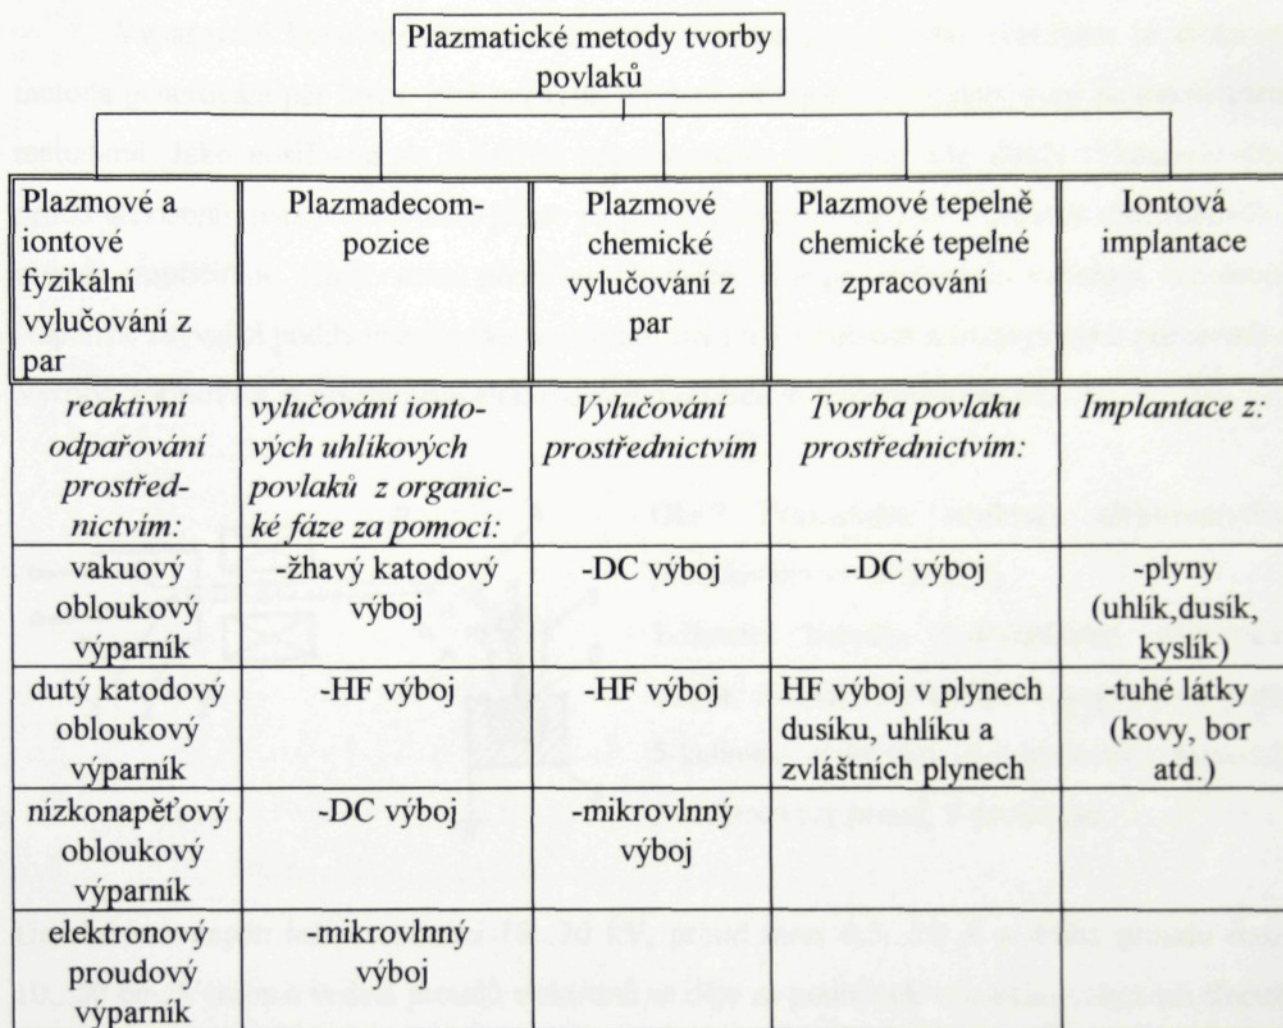 Plazmatické metody tvorby
povlaků
Plazmové a
iontové
fyzikální
vylučování z
par
Plazmadecom-
pozice
Plazmové
chemické
vylučování z
par
Plazmové tepelně
chemické tepelné
zpracování
Iontová
implantace
reaktivní
odpařování
prostřed-
nictvím:
vylučování ionto-
vých uhlíkových
povlaků z organic-
ké fáze za pomocí:
Vylučování
prostřednictvím
Tvorba povlaku
prostřednictvím:
Implantace z:
vakuový
obloukový
výparník
-žhavý katodový
výboj
-DC výboj
-DC výboj
-plyny
(uhlík,dusík,
kyslík)
dutý katodový
obloukový
výparník
-HF výboj
-HF výboj
HF výboj v plynech
dusíku, uhlíku a
zvláštních plynech
-tuhé látky
(kovy, bor
atd.)
nízkonapěťový
obloukový
výparník
-DC výboj
-mikrovlnný
výboj
elektronový
proudový
výparník
-mikrovlnný
výboj